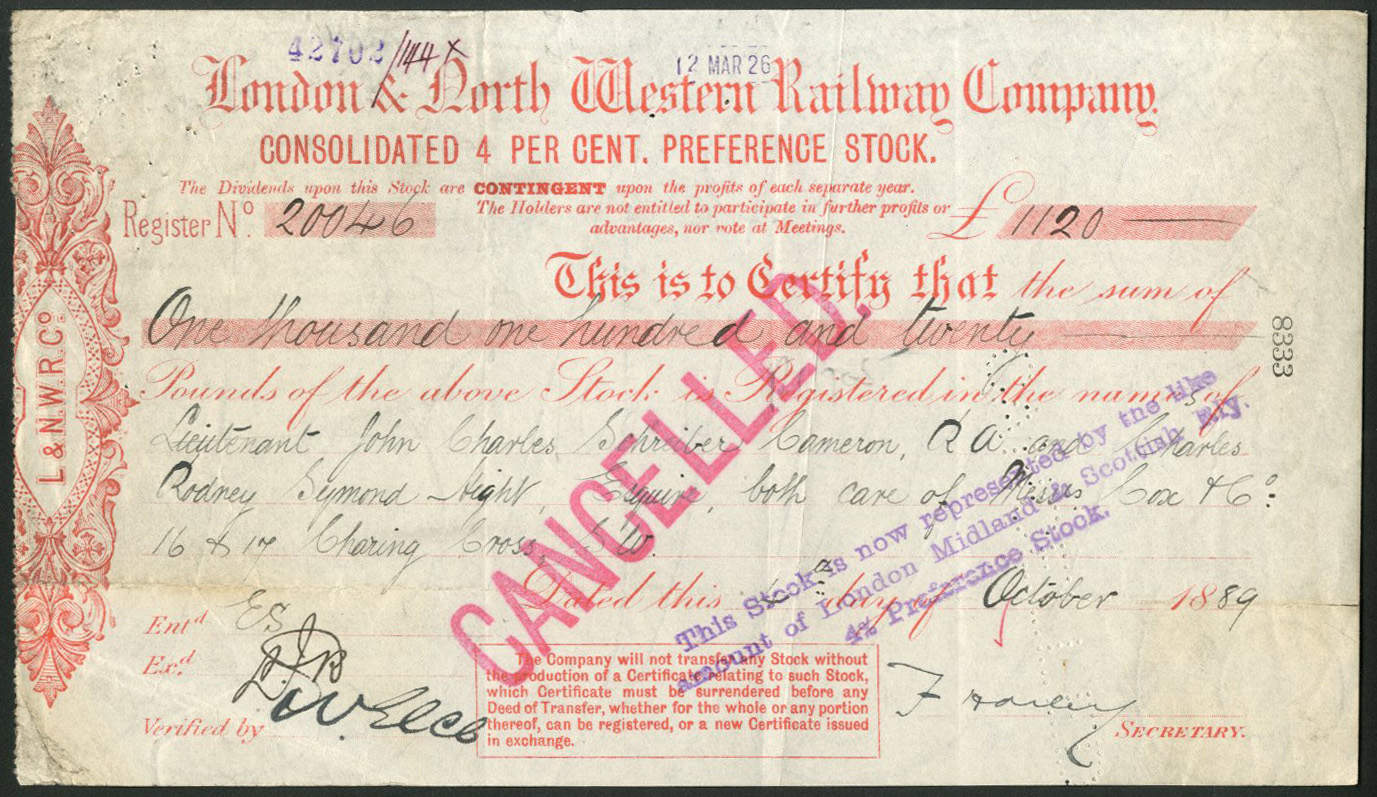 42702/144
12 MAR 26
London & North Western Railway Company.
CONSOLIDATED 4 PER CENT. PREFERENCE STOCK.
The Dividends upon this Stock are CONTINGENT upon the profits of each separate year.
The Holders are not entitled to participate in further profits or
advantages, nor vote at Meetings.
Register No. 20046
£ 1120
This is to Certify that the sum of
One thousand one hundred and twenty
Pounds of the above Stock is Registered in the names of
Lieutenant John Charles Schreiber Cameron, R A. and Charles
Rodney Symond Hight, Esquire, both care of Messrs Cox & Co.
16 & 17 Charing Cross, S W.
Dated this day of October 1889
8333
L & N.W.R. Co.
CANCELLED.
This Stock is now represented by the like
amount of London Midland & Scottish Rly.
4% Preference Stock.
Entd E.S.
Exd
Verified by
The Company will not transfer any Stock without
the production of a Certificate relating to such Stock,
which Certificate must be surrendered before any
Deed of Transfer, whether for the whole or any portion
thereof, can be registered, or a new Certificate issued
in exchange.
SECRETARY.